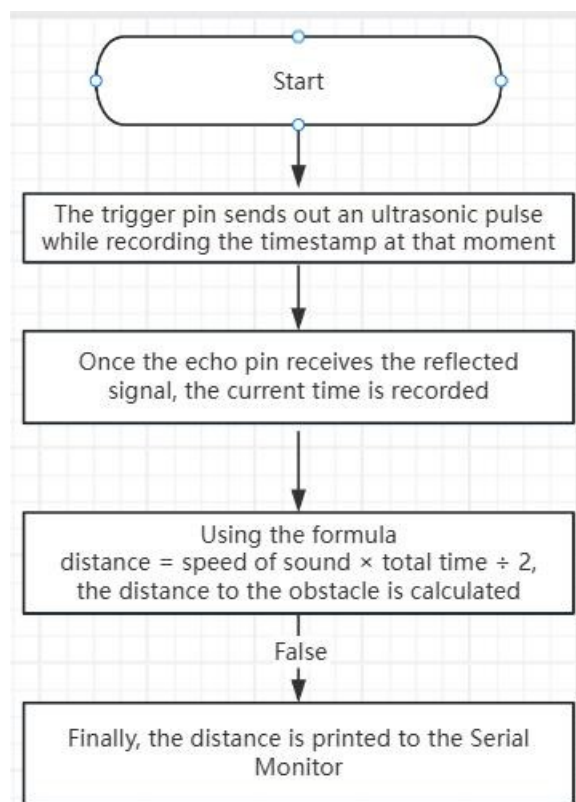 Start
The trigger pin sends out an ultrasonic pulse
while recording the timestamp at that moment
Once the echo pin receives the reflected
signal, the current time is recorded
Using the formula
distance = speed of sound × total time ÷ 2,
the distance to the obstacle is calculated
False
Finally, the distance is printed to the Serial
Monitor